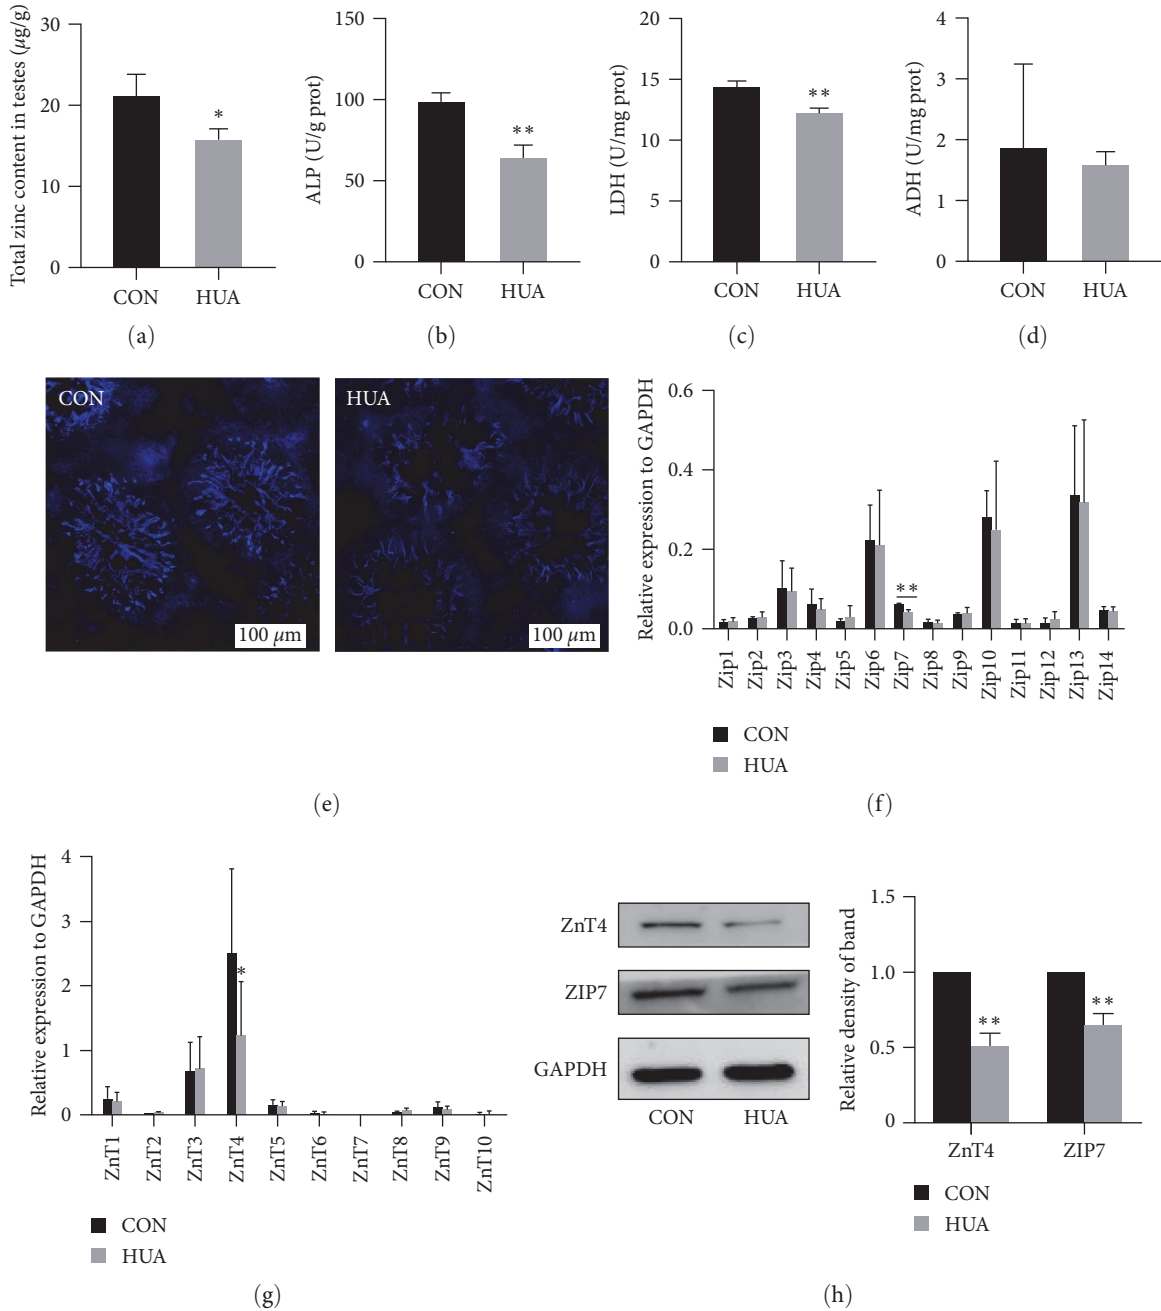 Total zinc content in testes (μg/g)
30
20
10
0
*
CON
HUA
(a)
ALP (U/g prot)
150
100
50
0
**
CON
HUA
(b)
LDH (U/mg prot)
20
15
10
5
0
**
CON
HUA
(c)
ADH (U/mg prot)
4
3
2
1
0
CON
HUA
(d)
CON
100 μm
HUA
100 μm
(e)
Relative expression to GAPDH
0.6
0.4
0.2
0.0
**
Zip1
Zip2
Zip3
Zip4
Zip5
Zip6
Zip7
Zip8
Zip9
Zip10
Zip11
Zip12
Zip13
Zip14
CON
HUA
(f)
Relative expression to GAPDH
4
3
2
1
0
*
ZnT1
ZnT2
ZnT3
ZnT4
ZnT5
ZnT6
ZnT7
ZnT8
ZnT9
ZnT10
CON
HUA
(g)
ZnT4
ZIP7
GAPDH
CON
HUA
Relative density of band
1.5
1.0
0.5
0
**
**
ZnT4
ZIP7
CON
HUA
(h)